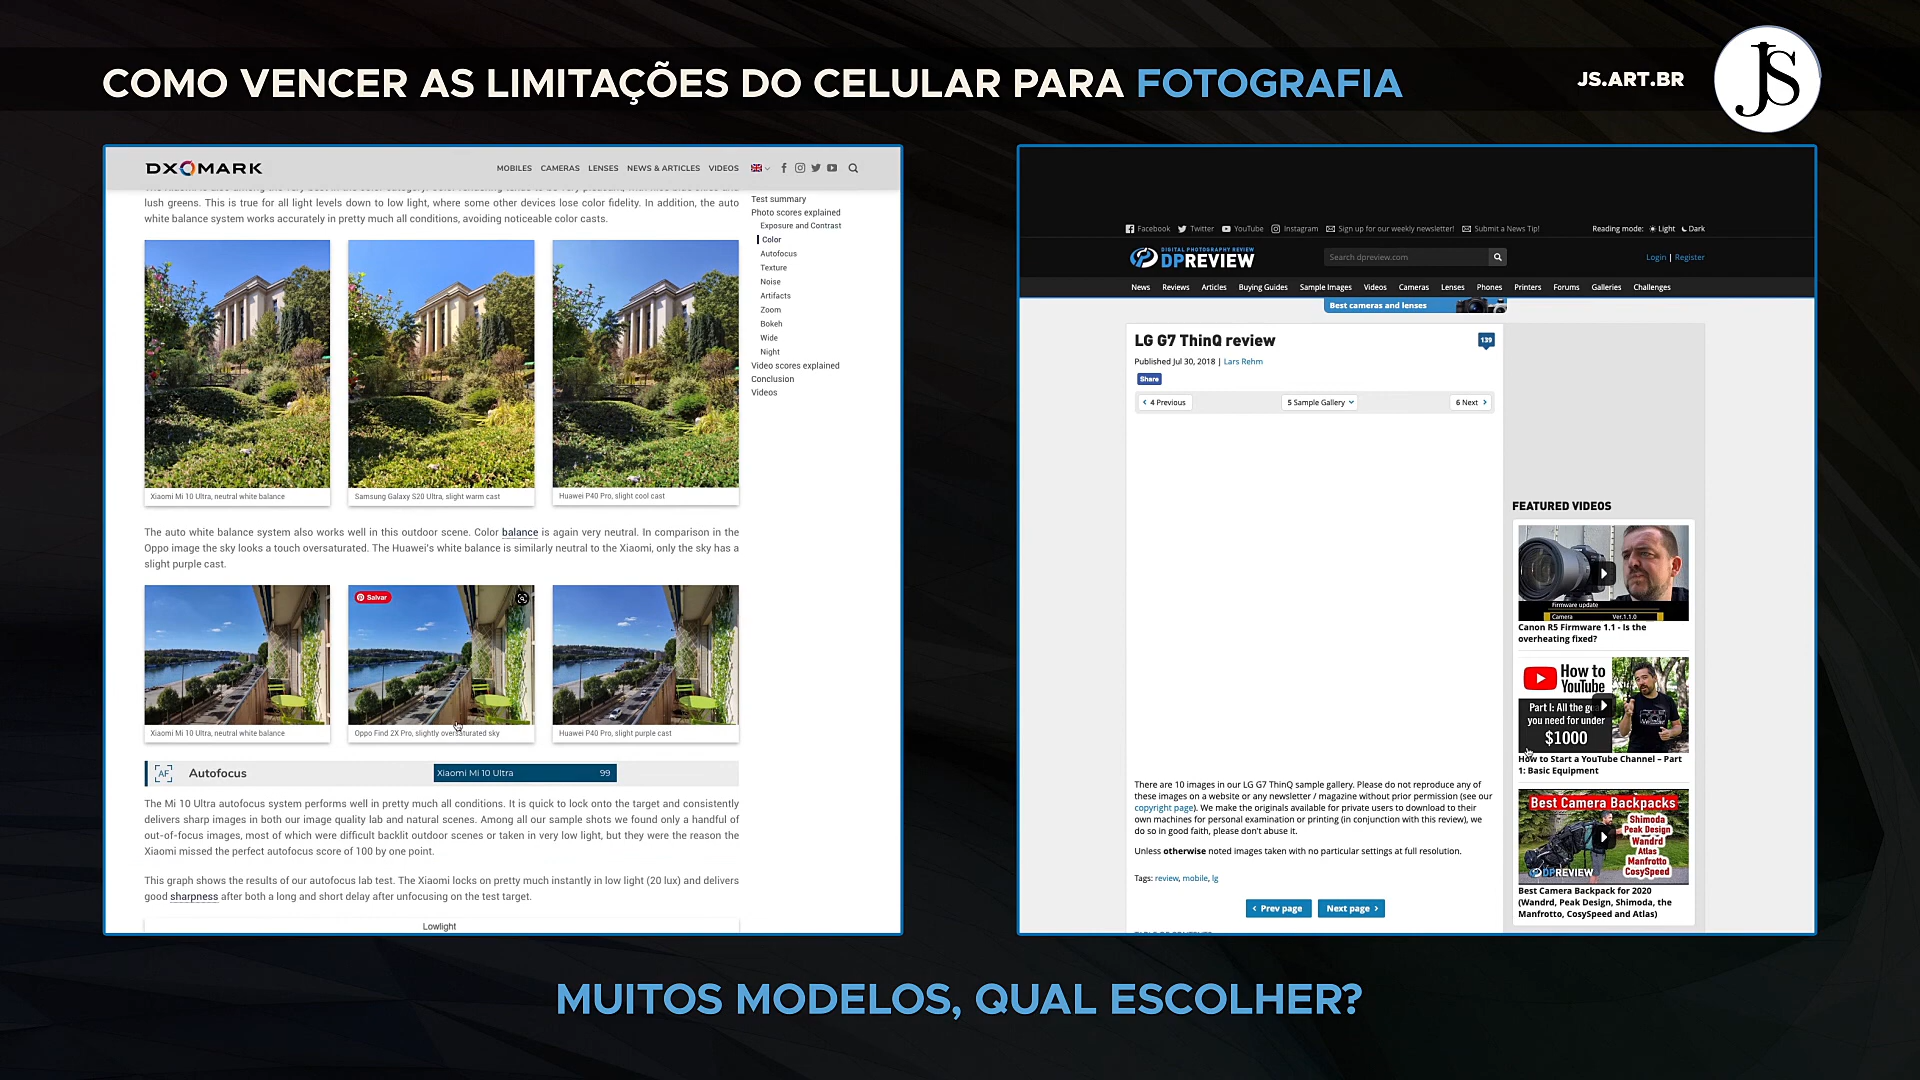 COMO VENCER AS LIMITAÇÕES DO CELULAR PARA FOTOGRAFIA
JS.ART.BR
JS
DXOMARK
MOBILES CAMERAS LENSES NEWS & ARTICLES VIDEOS
lush greens. This is true for all light levels down to low light, where some other devices lose color fidelity. In addition, the auto
white balance system works accurately in pretty much all conditions, avoiding noticeable color casts.
Xiaomi Mi 10 Ultra, neutral white balance
Samsung Galaxy S20 Ultra, slight warm cast
Huawei P40 Pro, slight cool cast
The auto white balance system also works well in this outdoor scene. Color balance is again very neutral. In comparison in the
Oppo image the sky looks a touch oversaturated. The Huawei's white balance is similarly neutral to the Xiaomi, only the sky has a
slight purple cast.
Salvar
Xiaomi Mi 10 Ultra, neutral white balance
Oppo Find 2X Pro, slightly oversaturated sky
Huawei P40 Pro, slight purple cast
AF Autofocus
Xiaomi Mi 10 Ultra 99
The Mi 10 Ultra autofocus system performs well in pretty much all conditions. It is quick to lock onto the target and consistently
delivers sharp images in both our image quality lab and natural scenes. Among all our sample shots we found only a handful of
out-of-focus images, most of which were difficult backlit outdoor scenes or taken in very low light, but they were the reason the
Xiaomi missed the perfect autofocus score of 100 by one point.
This graph shows the results of our autofocus lab test. The Xiaomi locks on pretty much instantly in low light (20 lux) and delivers
good sharpness after both a long and short delay after unfocusing on the test target.
Lowlight
Test summary
Photo scores explained
Exposure and Contrast
Color
Autofocus
Texture
Noise
Artifacts
Zoom
Bokeh
Wide
Night
Video scores explained
Conclusion
Videos
Facebook Twitter YouTube Instagram Sign up for our weekly newsletter! Submit a News Tip!
Reading mode: Light Dark
DIGITAL PHOTOGRAPHY REVIEW
DPREVIEW
Search dpreview.com
Login | Register
News Reviews Articles Buying Guides Sample Images Videos Cameras Lenses Phones Printers Forums Galleries Challenges
Best cameras and lenses
LG G7 ThinQ review
139
Published Jul 30, 2018 | Lars Rehm
Share
4 Previous
5 Sample Gallery
6 Next
There are 10 images in our LG G7 ThinQ sample gallery. Please do not reproduce any of
these images on a website or any newsletter / magazine without prior permission (see our
copyright page). We make the originals available for private users to download to their
own machines for personal examination or printing (in conjunction with this review), we
do so in good faith, please don't abuse it.
Unless otherwise noted images taken with no particular settings at full resolution.
Tags: review, mobile, lg
Prev page
Next page
FEATURED VIDEOS
Firmware update
Camera Ver.1.1.0
Canon R5 Firmware 1.1 - Is the
overheating fixed?
How to
YouTube
Part I: All the
you need for under
$1000
How to Start a YouTube Channel – Part
1: Basic Equipment
Best Camera Backpacks
Shimoda
Peak Design
Wandrd
Atlas
Manfrotto
CosySpeed
DPREVIEW
Best Camera Backpack for 2020
(Wandrd, Peak Design, Shimoda, the
Manfrotto, CosySpeed and Atlas)
MUITOS MODELOS, QUAL ESCOLHER?